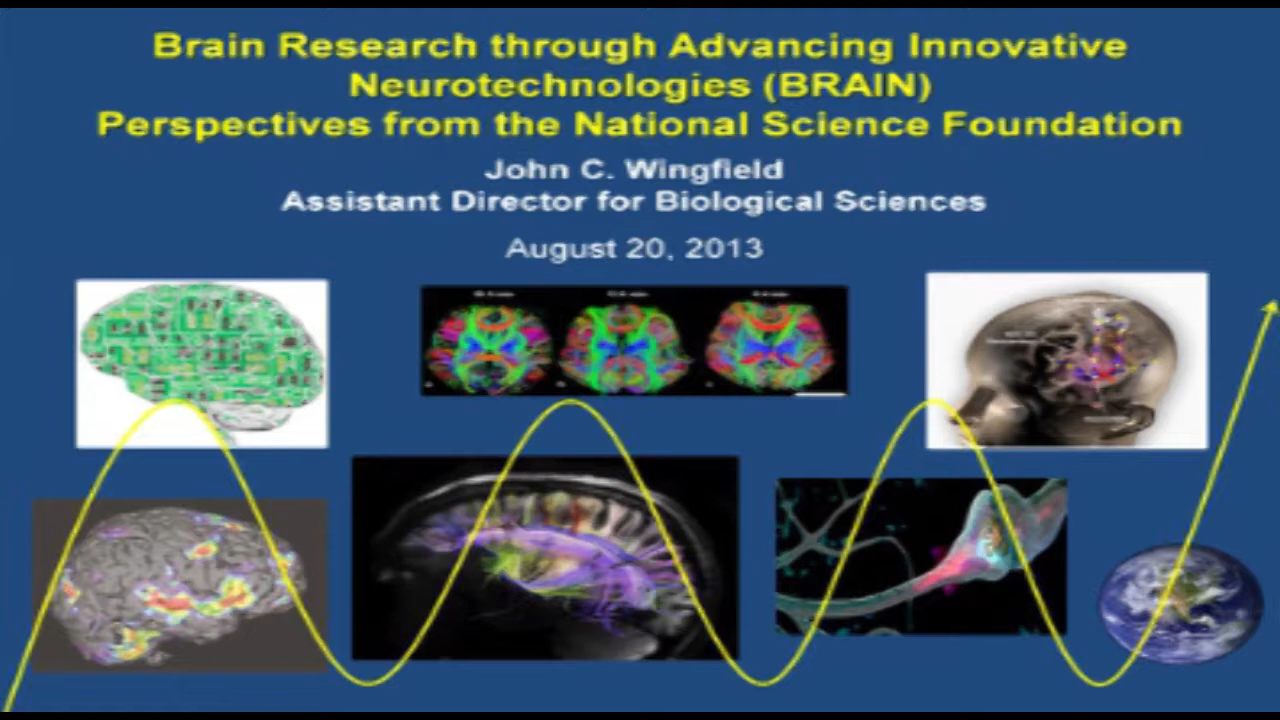 Brain Research through Advancing Innovative
Neurotechnologies (BRAIN)
Perspectives from the National Science Foundation
John C. Wingfield
Assistant Director for Biological Sciences
August 20, 2013